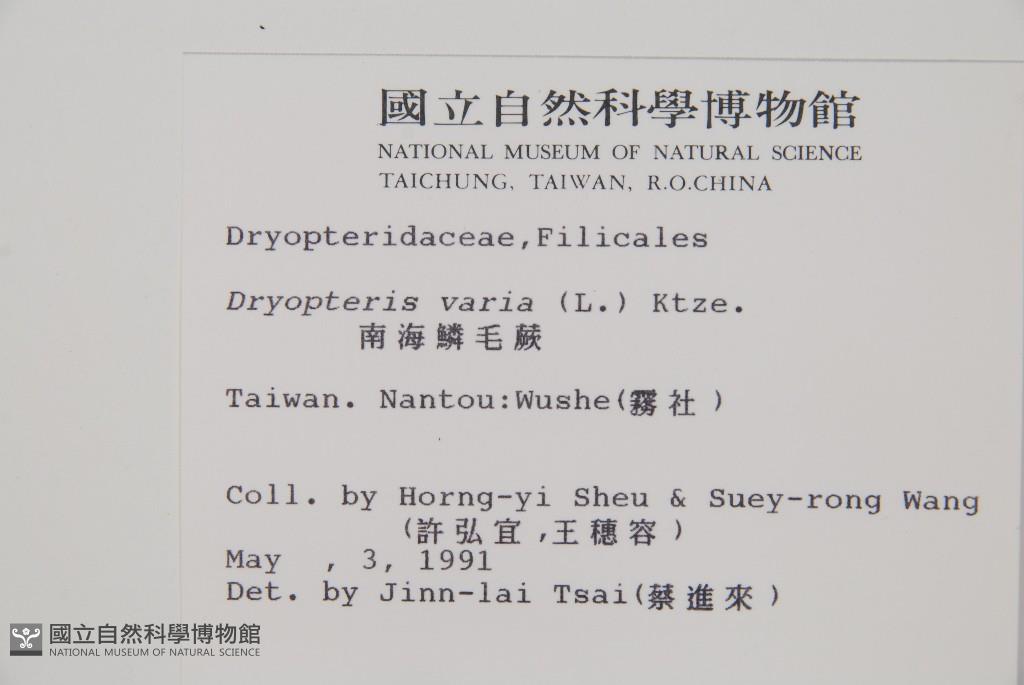 國立自然科學博物館
NATIONAL MUSEUM OF NATURAL SCIENCE
TAICHUNG, TAIWAN, R.O.CHINA
Dryopteridaceae,Filicales
Dryopteris varia (L.) Ktze.
南海鱗毛蕨
Taiwan. Nantou:Wushe(霧社)
Coll. by Horng-yi Sheu & Suey-rong Wang
(許弘宜,王穗容)
May , 3, 1991
Det. by Jinn-lai Tsai(蔡進來)
國立自然科學博物館
NATIONAL MUSEUM OF NATURAL SCIENCE